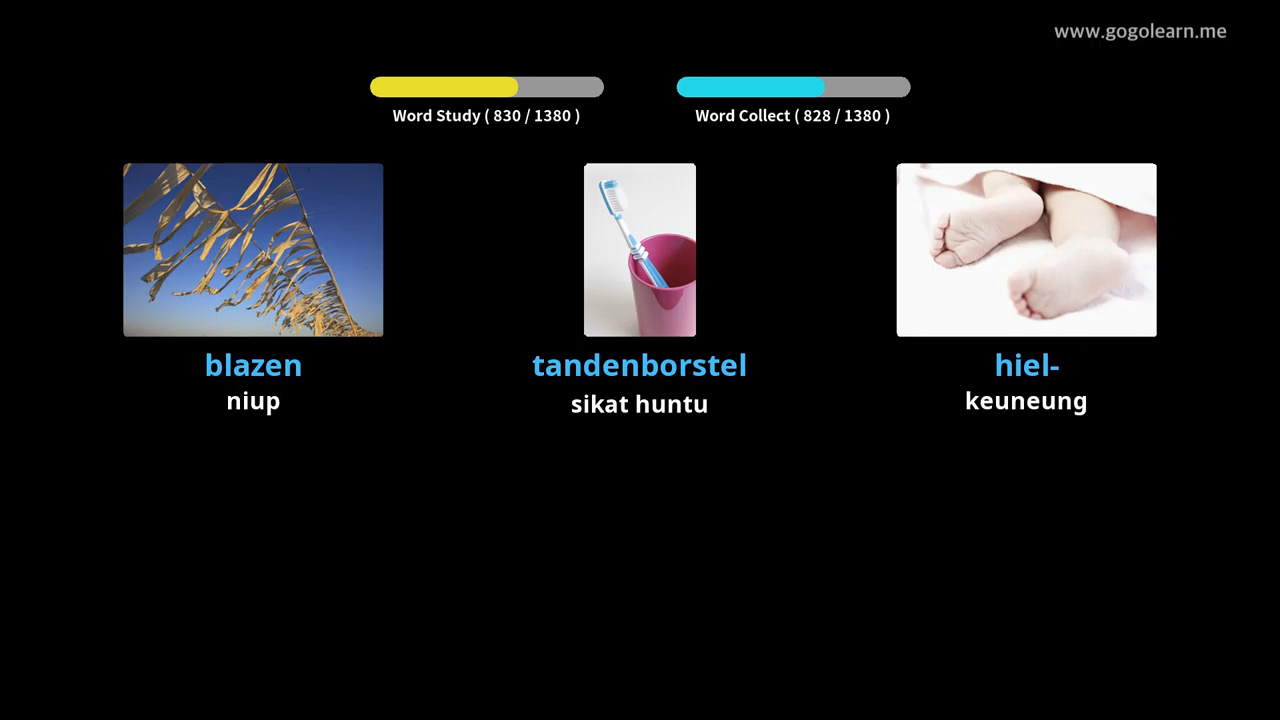 www.gogolearn.me
Word Study ( 830 / 1380 )
Word Collect ( 828 / 1380 )
blazen
niup
tandenborstel
sikat huntu
hiel-
keuneung